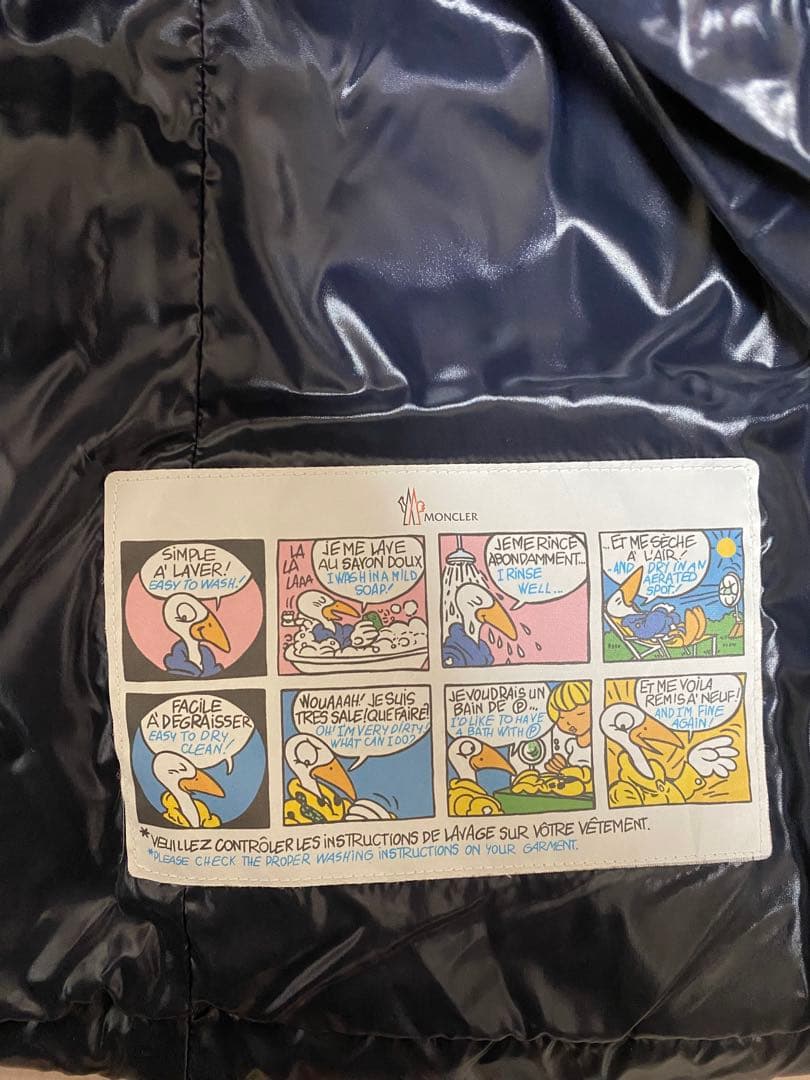 MONCLER
SIMPLE
A' LAVER!
EASY TO WASH!
LA
LA
LAAA
JE ME LAVE
AU SAVON DOUX
I WASH IN A MILD
SOAP!
JE ME RINCE
ABONDAMMENT...
I RINSE
WELL...
...ET ME SÈCHE
A' L'AIR!
...AND I DRY IN AN
AERATED
SPOT!
FACILE
A' DEGRAISSER
EASY TO DRY
CLEAN!
WOUAAAH! JE SUIS
TRES SALE! QUE FAIRE?
OH! I'M VERY DIRTY!
WHAT CAN I DO?
JE VOUDRAIS UN
BAIN DE Ⓟ...
I'D LIKE TO HAVE
A BATH WITH Ⓟ
ET ME VOILA
REMIS A' NEUF!
AND I'M FINE
AGAIN!
*VEUILLEZ CONTRÔLER LES INSTRUCTIONS DE LAVAGE SUR VÔTRE VÊTEMENT.
*PLEASE CHECK THE PROPER WASHING INSTRUCTIONS ON YOUR GARMENT.